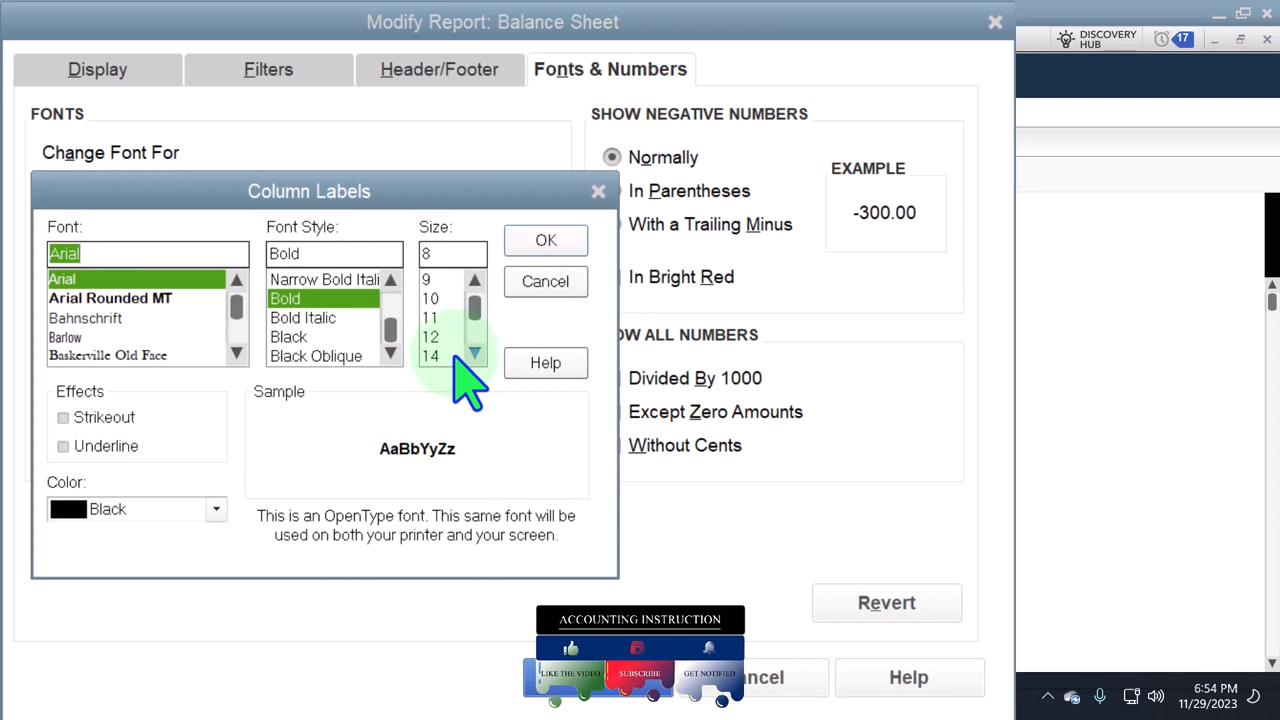 Modify Report: Balance Sheet
DISCOVERY
HUB
17
Display
Filters
Header/Footer
Fonts & Numbers
FONTS
Change Font For
SHOW NEGATIVE NUMBERS
Normally
In Parentheses
With a Trailing Minus
In Bright Red
EXAMPLE
-300.00
Column Labels
Font:
Font Style:
Size:
Arial
Bold
8
OK
Arial
Arial Rounded MT
Bahnschrift
Barlow
Baskerville Old Face
Narrow Bold Itali
Bold
Bold Italic
Black
Black Oblique
9
10
11
12
14
Cancel
Help
OW ALL NUMBERS
Divided By 1000
Except Zero Amounts
Without Cents
Effects
Strikeout
Underline
Sample
AaBbYyZz
Color:
Black
This is an OpenType font. This same font will be
used on both your printer and your screen.
Revert
ACCOUNTING INSTRUCTION
LIKE THE VIDEO
SUBSCRIBE
GET NOTIFIED
ncel
Help
6:54 PM
11/29/2023